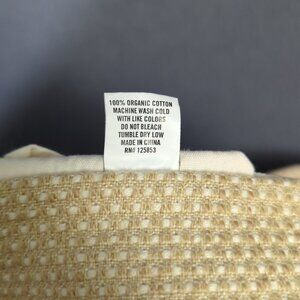 100% ORGANIC COTTON
MACHINE WASH COLD
WITH LIKE COLORS
DO NOT BLEACH
TUMBLE DRY LOW
MADE IN CHINA
RN# 125853